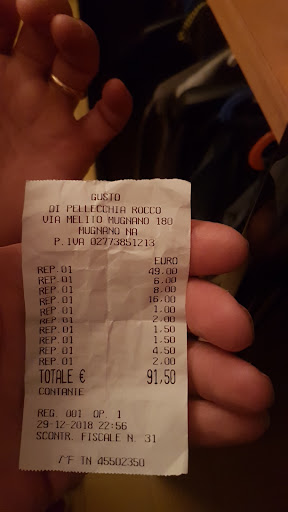 GUSTO
DI PELLECCHIA ROCCO
VIA MELITO MUGNANO 180
MUGNANO NA
P.IVA 02773851213
EURO
REP.01 49.00
REP.01 6.00
REP.01 8.00
REP.01 16.00
REP.01 1.00
REP.01 2.00
REP.01 1.50
REP.01 1.50
REP.01 4.50
REP.01 2.00
TOTALE € 91,50
CONTANTE
REG. 001 OP. 1
29-12-2018 22:56
SCONTR. FISCALE N. 31
MF IN 45502350